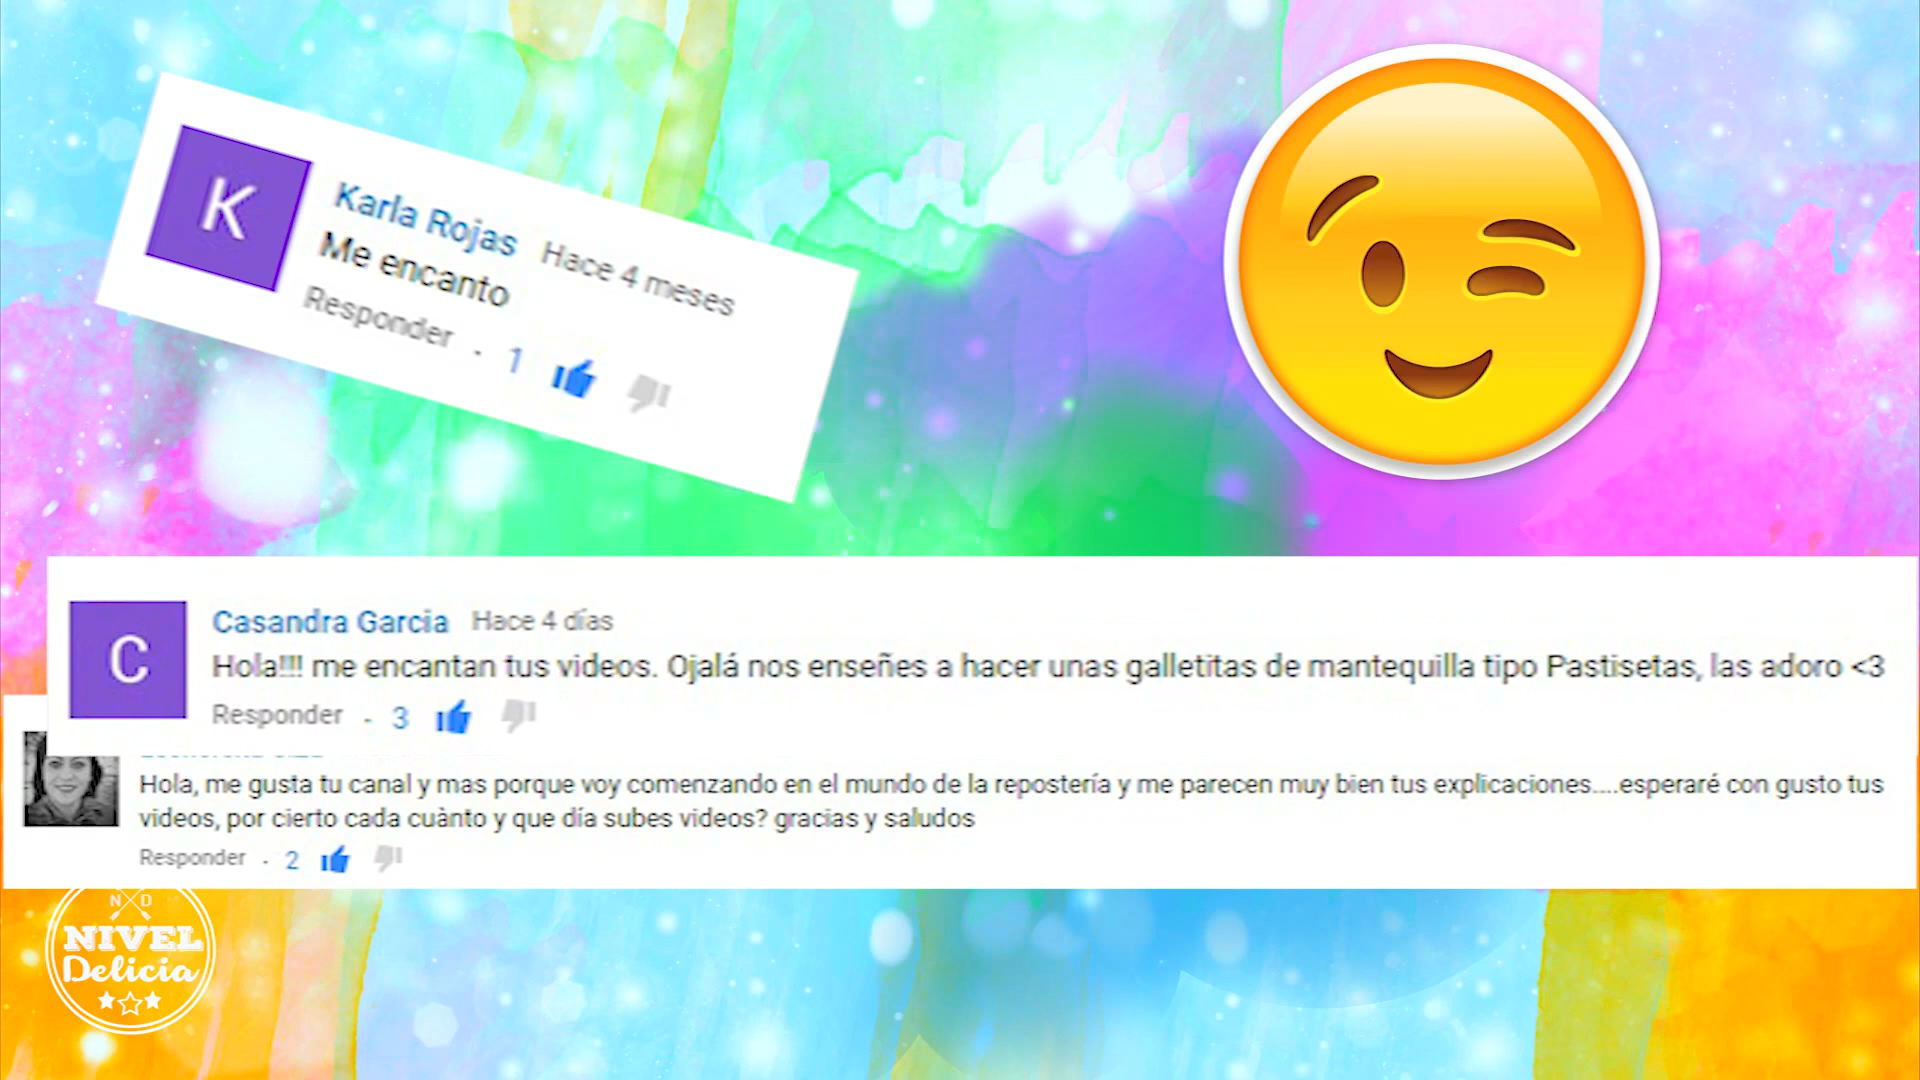 K
Karla Rojas Hace 4 meses
Me encanto
Responder . 1
C
Casandra Garcia Hace 4 días
Hola!!! me encantan tus videos. Ojalá nos enseñes a hacer unas galletitas de mantequilla tipo Pastisetas, las adoro <3
Responder . 3
Hola, me gusta tu canal y mas porque voy comenzando en el mundo de la repostería y me parecen muy bien tus explicaciones....esperaré con gusto tus
videos, por cierto cada cuànto y que día subes videos? gracias y saludos
Responder . 2
N D
NIVEL
Delicia